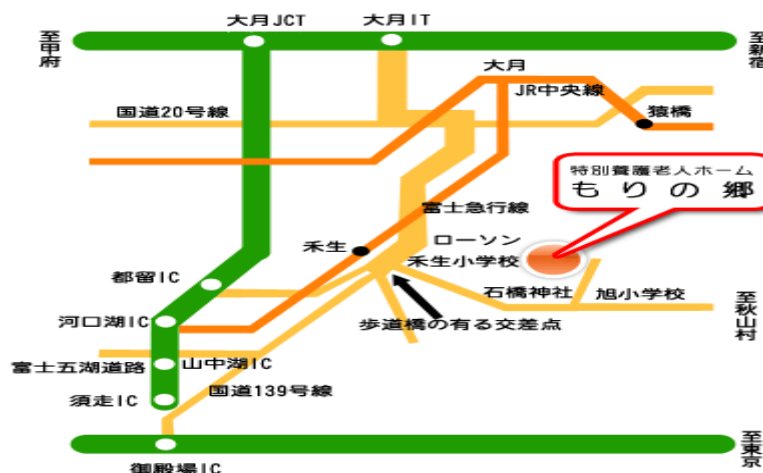 大月JCT
大月IT
至甲府
至新宿
大月
JR中央線
国道20号線
猿橋
特別養護老人ホーム
もりの郷
富士急行線
ローソン
禾生
禾生小学校
都留IC
石橋神社
旭小学校
至秋山村
河口湖IC
歩道橋の有る交差点
富士五湖道路
山中湖IC
国道139号線
須走IC
至東京
御殿場IC